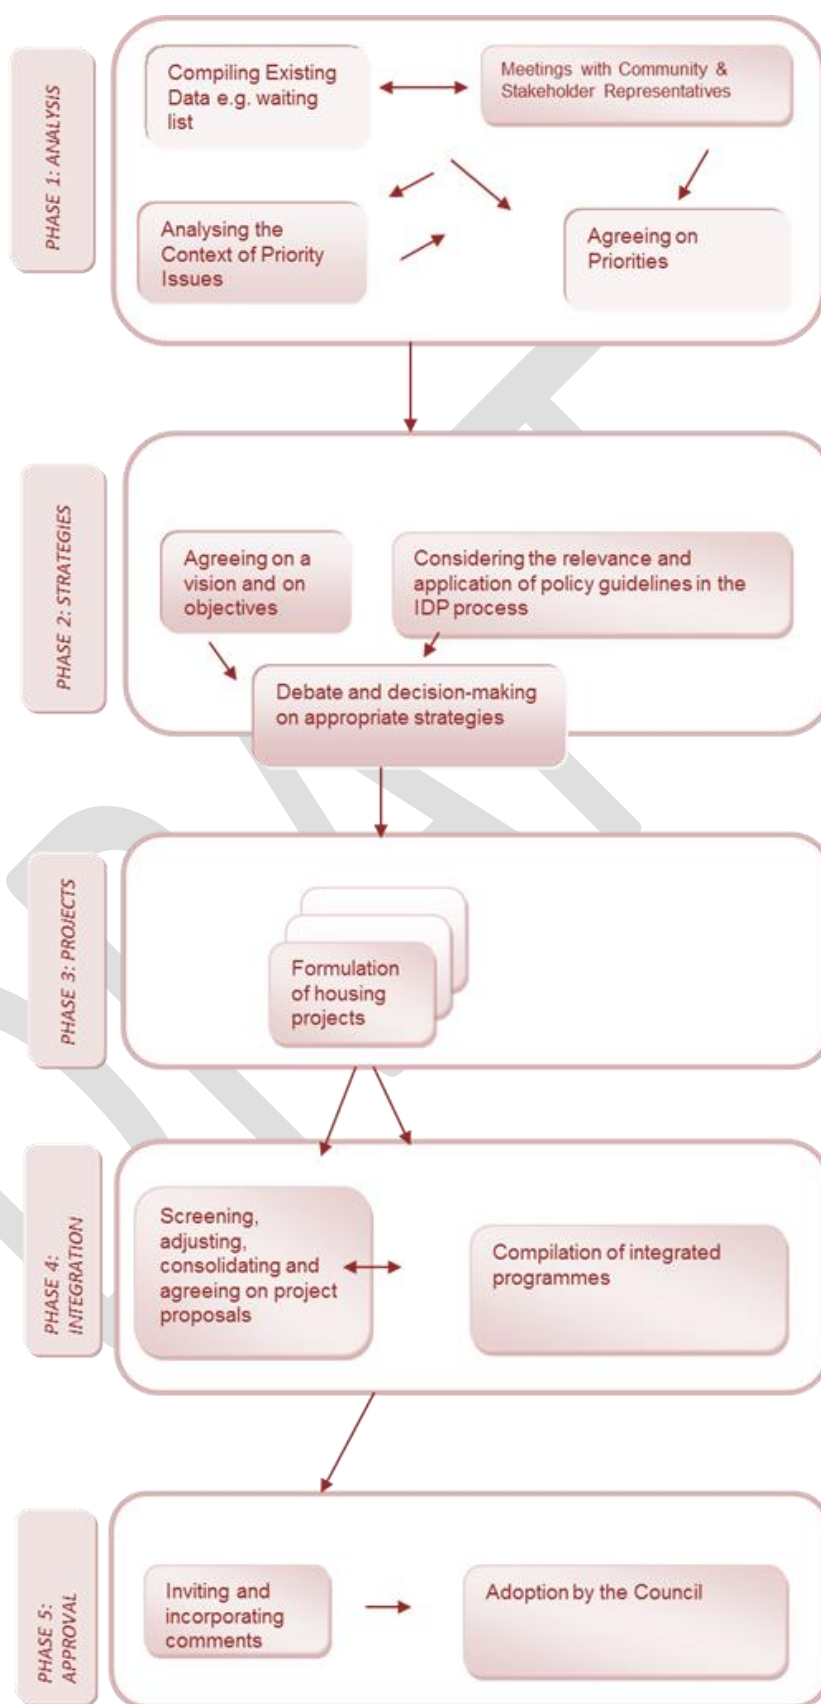 PHASE 1: ANALYSIS
Compiling Existing
Data e.g. waiting
list
Meetings with Community &
Stakeholder Representatives
Analysing the
Context of Priority
Issues
Agreeing on
Priorities
PHASE 2: STRATEGIES
Agreeing on a
vision and on
objectives
Considering the relevance and
application of policy guidelines in the
IDP process
Debate and decision-making
on appropriate strategies
PHASE 3: PROJECTS
Formulation
of housing
projects
PHASE 4:
INTEGRATION
Screening,
adjusting,
consolidating and
agreeing on project
proposals
Compilation of integrated
programmes
PHASE 5:
APPROVAL
Inviting and
incorporating
comments
Adoption by the Council